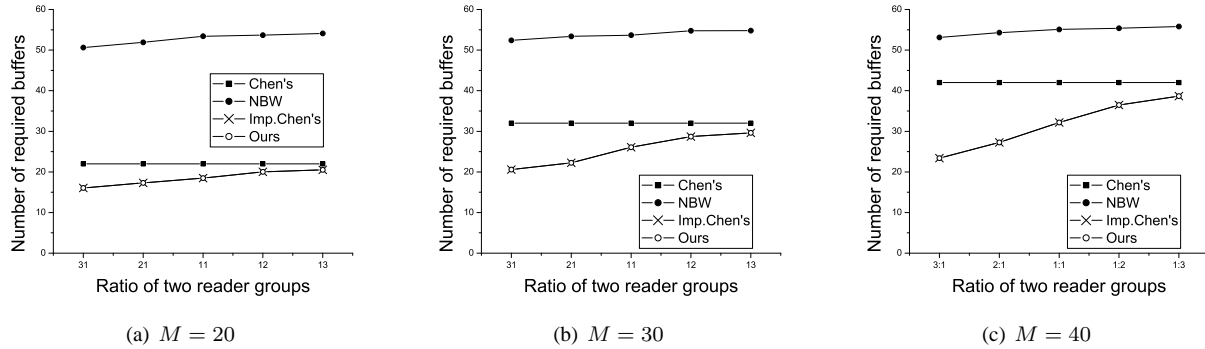 60
50
40
30
20
10
0
Number of required buffers
Chen's
NBW
Imp.Chen's
Ours
31 21 11 12 13
Ratio of two reader groups
(a) M = 20
60
50
40
30
20
10
0
Number of required buffers
Chen's
NBW
Imp.Chen's
Ours
31 21 11 12 13
Ratio of two reader groups
(b) M = 30
60
50
40
30
20
10
0
Number of required buffers
Chen's
NBW
Imp.Chen's
Ours
3:1 2:1 1:1 1:2 1:3
Ratio of two reader groups
(c) M = 40